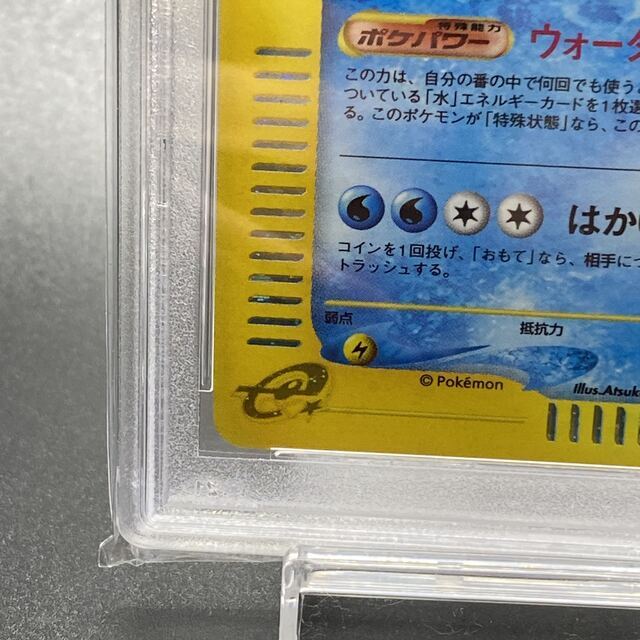 特殊能力
ポケパワー ウォータ
この力は、自分の番の中で何回でも使う
ついている「水」エネルギーカードを1枚選
る。このポケモンが「特殊状態」なら、この
はか
コインを1回投げ、「おもて」なら、相手につ
トラッシュする。
弱点 抵抗力
©Pokémon
Illus.Atsuko